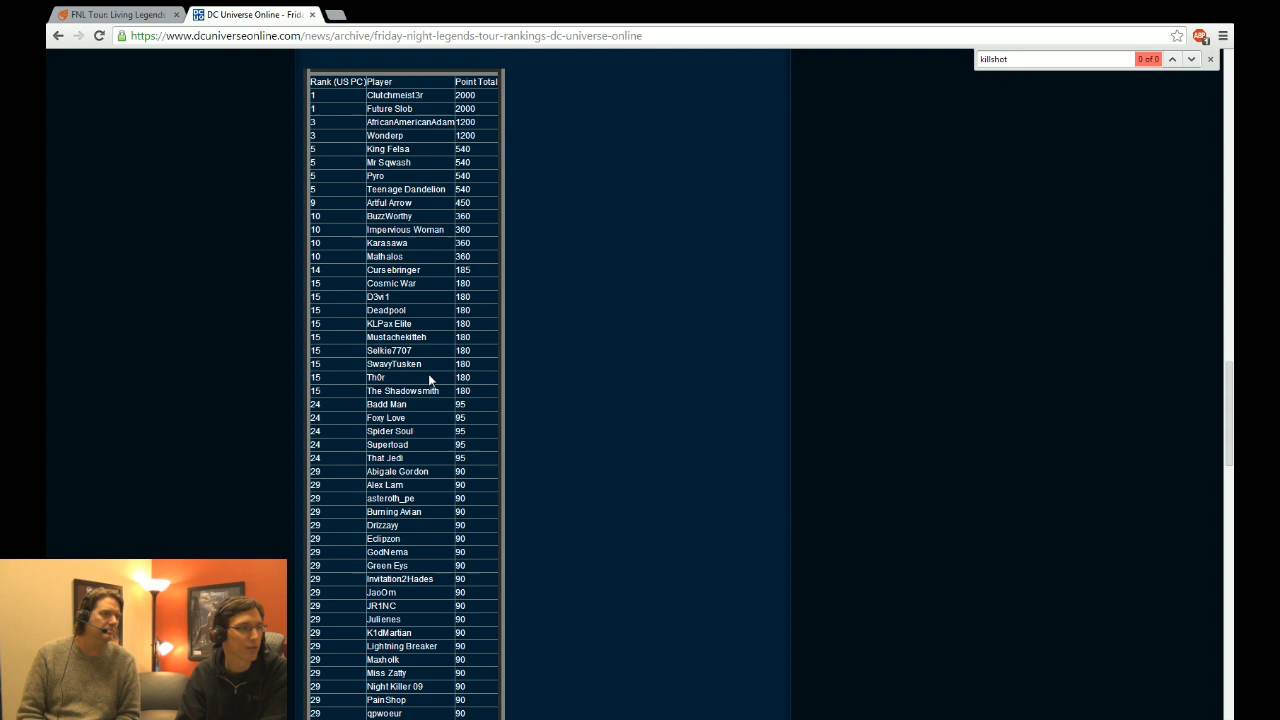 FNL Tour: Living Legends
DC Universe Online - Frida
https://www.dcuniverseonline.com/news/archive/friday-night-legends-tour-rankings-dc-universe-online
ABP 1
killshot 0 of 0
Rank (US PC) Player Point Total
1 Clutchmeist3r 2000
1 Future Slob 2000
3 AfricanAmericanAdam 1200
3 Wonderp 1200
5 King Felsa 540
5 Mr Sqwash 540
5 Pyro 540
5 Teenage Dandelion 540
9 Artful Arrow 450
10 BuzzWorthy 360
10 Impervious Woman 360
10 Karasawa 360
10 Mathalos 360
14 Cursebringer 185
15 Cosmic War 180
15 D3vi1 180
15 Deadpool 180
15 KLPax Elite 180
15 Mustachekitteh 180
15 Selkie7707 180
15 SwavyTusken 180
15 Th0r 180
15 The Shadowsmith 180
24 Badd Man 95
24 Foxy Love 95
24 Spider Soul 95
24 Supertoad 95
24 That Jedi 95
29 Abigale Gordon 90
29 Alex Lam 90
29 asteroth_pe 90
29 Burning Avian 90
29 Drizzayy 90
29 Eclipzon 90
29 GodNema 90
29 Green Eys 90
29 Invitation2Hades 90
29 JaoOm 90
29 JR1NC 90
29 Julienes 90
29 K1dMartian 90
29 Lightning Breaker 90
29 Maxholk 90
29 Miss Zatty 90
29 Night Killer 09 90
29 PainShop 90
29 qpwoeur 90